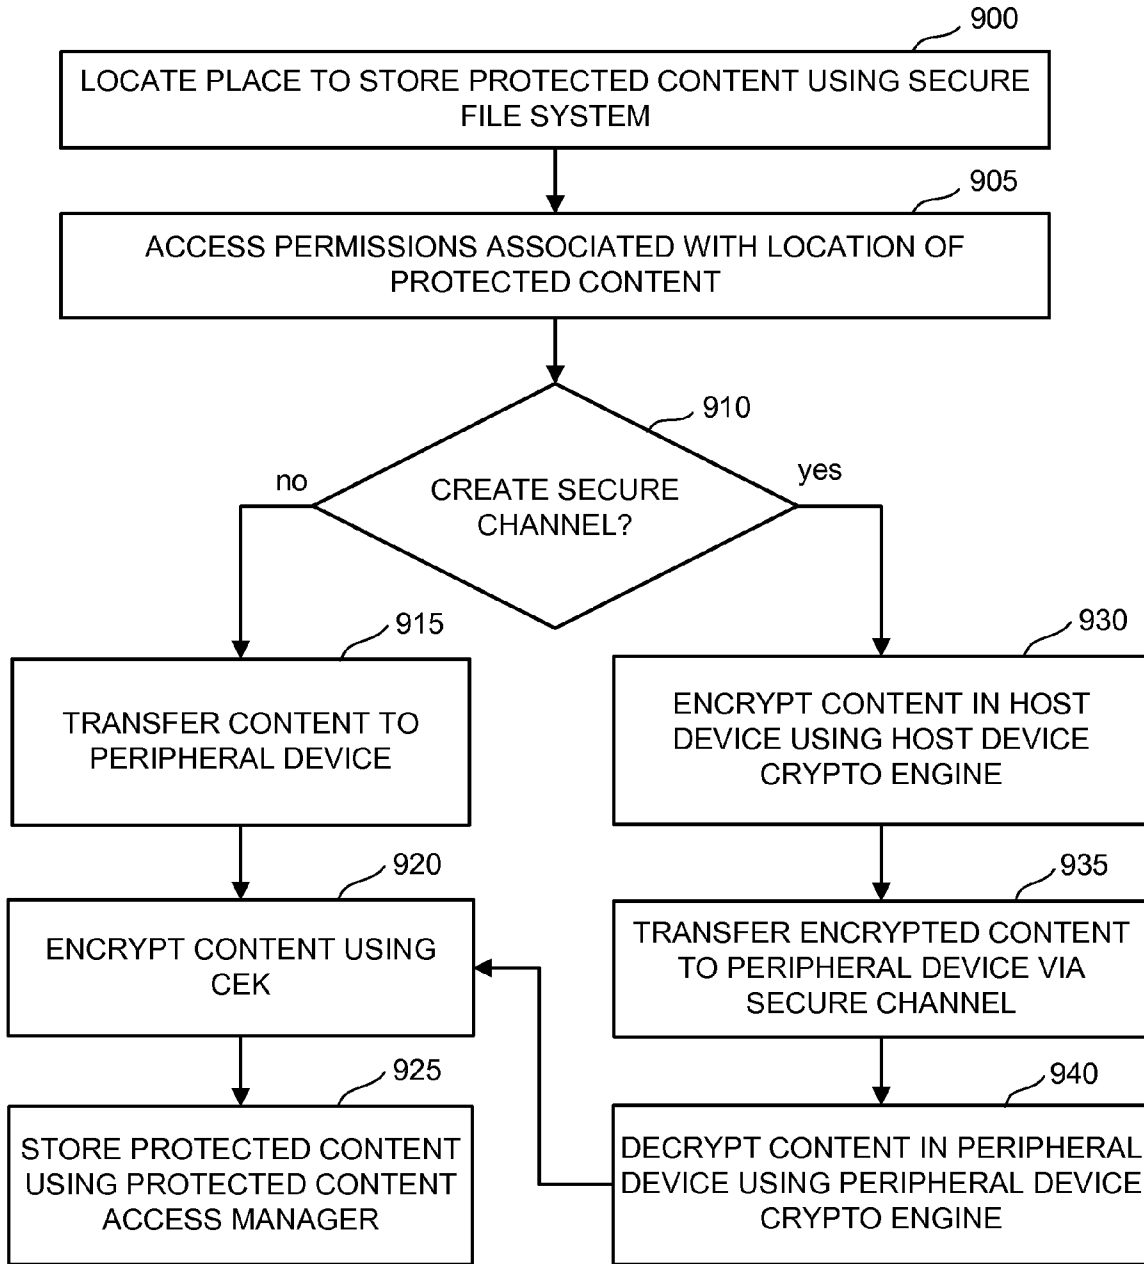 900
LOCATE PLACE TO STORE PROTECTED CONTENT USING SECURE
FILE SYSTEM
905
ACCESS PERMISSIONS ASSOCIATED WITH LOCATION OF
PROTECTED CONTENT
910
no
yes
CREATE SECURE
CHANNEL?
915
TRANSFER CONTENT TO
PERIPHERAL DEVICE
920
ENCRYPT CONTENT USING
CEK
925
STORE PROTECTED CONTENT
USING PROTECTED CONTENT
ACCESS MANAGER
930
ENCRYPT CONTENT IN HOST
DEVICE USING HOST DEVICE
CRYPTO ENGINE
935
TRANSFER ENCRYPTED CONTENT
TO PERIPHERAL DEVICE VIA
SECURE CHANNEL
940
DECRYPT CONTENT IN PERIPHERAL
DEVICE USING PERIPHERAL DEVICE
CRYPTO ENGINE